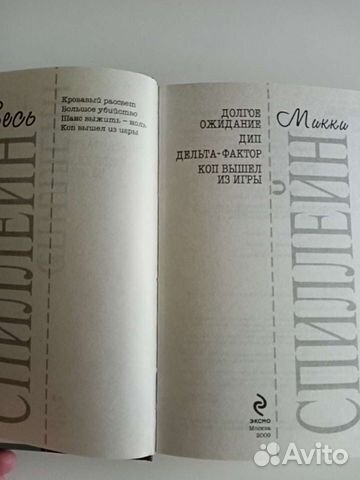 Весь
СПИЛЛЕЙН
Кровавый рассвет
Большое убийство
Шанс выжить – ноль
Коп вышел из игры
Микки
СПИЛЛЕЙН
ДОЛГОЕ
ОЖИДАНИЕ
ДИП
ДЕЛЬТА-ФАКТОР
КОП ВЫШЕЛ
ИЗ ИГРЫ
ЭКСМО
Москва
2009
Avito